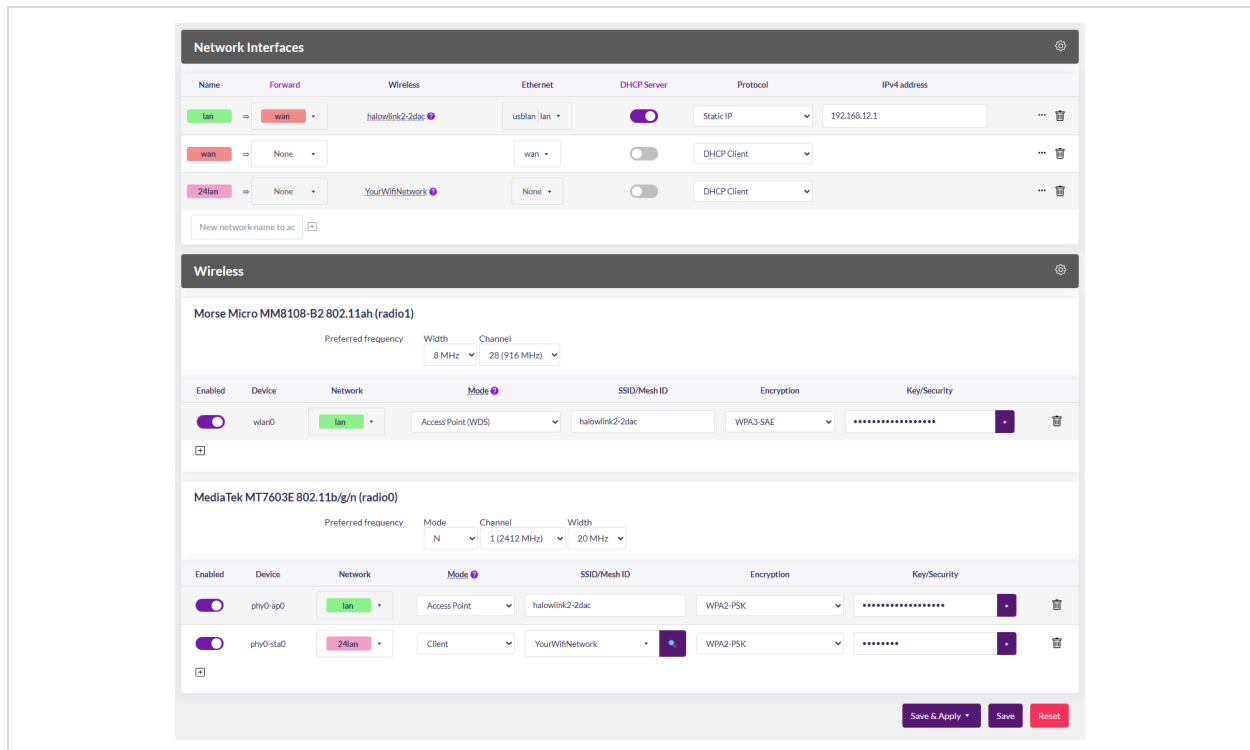 Network Interfaces
Name Forward Wireless Ethernet DHCP Server Protocol IPv4 address
lan ⇒ wan halowlink2-2dac ? usblan lan Static IP 192.168.12.1 ...
wan ⇒ None wan DHCP Client ...
24lan ⇒ None YourWifiNetwork ? None DHCP Client ...
New network name to ac +
Wireless
Morse Micro MM8108-B2 802.11ah (radio1)
Preferred frequency Width Channel
8 MHz 28 (916 MHz)
Enabled Device Network Mode ? SSID/Mesh ID Encryption Key/Security
wlan0 lan Access Point (WDS) halowlink2-2dac WPA3-SAE •••••••••••••••••
+
MediaTek MT7603E 802.11b/g/n (radio0)
Preferred frequency Mode Channel Width
N 1 (2412 MHz) 20 MHz
Enabled Device Network Mode ? SSID/Mesh ID Encryption Key/Security
phy0-ap0 lan Access Point halowlink2-2dac WPA2-PSK •••••••••••••••••
phy0-sta0 24lan Client YourWifiNetwork WPA2-PSK ••••••••
+
Save & Apply Save Reset